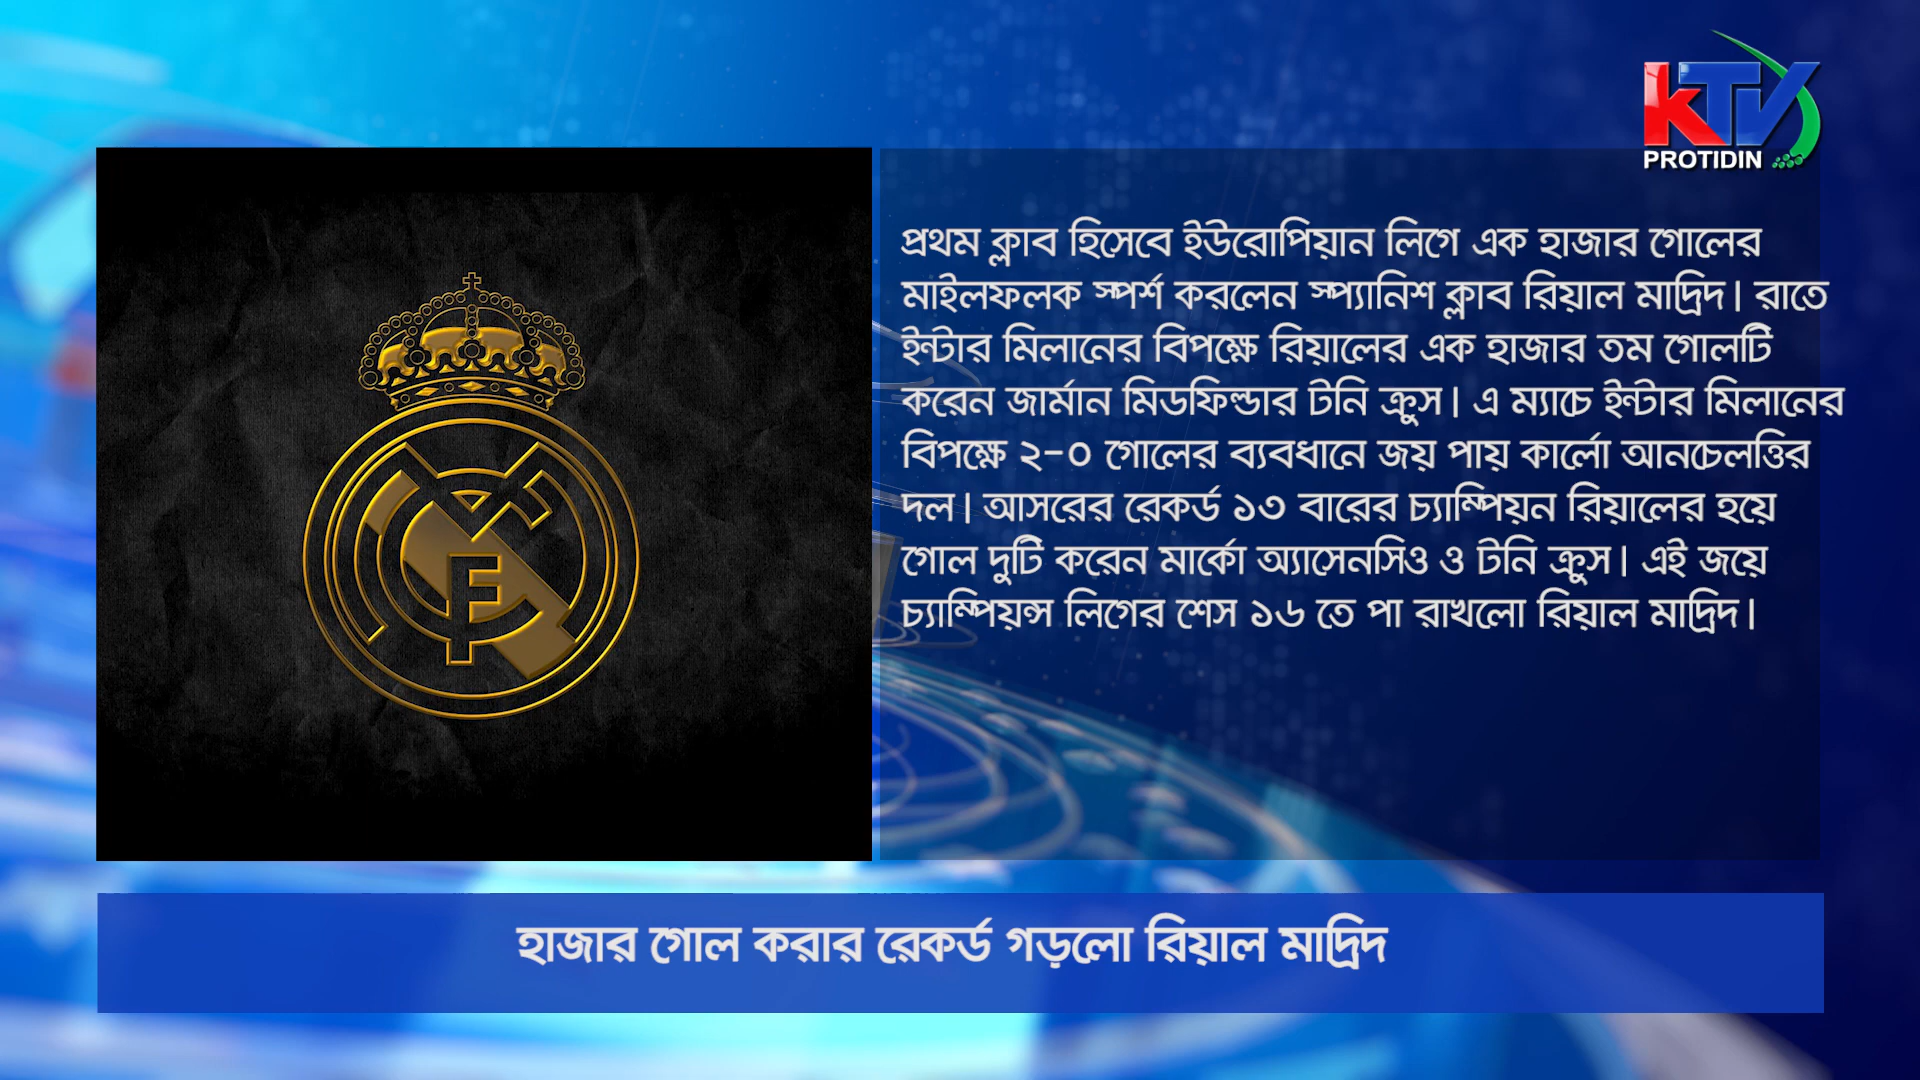 KTV
PROTIDIN
প্রথম ক্লাব হিসেবে ইউরোপিয়ান লিগে এক হাজার গোলের
মাইলফলক স্পর্শ করলেন স্প্যানিশ ক্লাব রিয়াল মাদ্রিদ। রাতে
ইন্টার মিলানের বিপক্ষে রিয়ালের এক হাজার তম গোলটি
করেন জার্মান মিডফিল্ডার টনি ক্রুস। এ ম্যাচে ইন্টার মিলানের
বিপক্ষে ২-০ গোলের ব্যবধানে জয় পায় কার্লো আনচেলত্তির
দল। আসরের রেকর্ড ১৩ বারের চ্যাম্পিয়ন রিয়ালের হয়ে
গোল দুটি করেন মার্কো অ্যাসেনসিও ও টনি ক্রুস। এই জয়ে
চ্যাম্পিয়ন্স লিগের শেস ১৬ তে পা রাখলো রিয়াল মাদ্রিদ।
হাজার গোল করার রেকর্ড গড়লো রিয়াল মাদ্রিদ